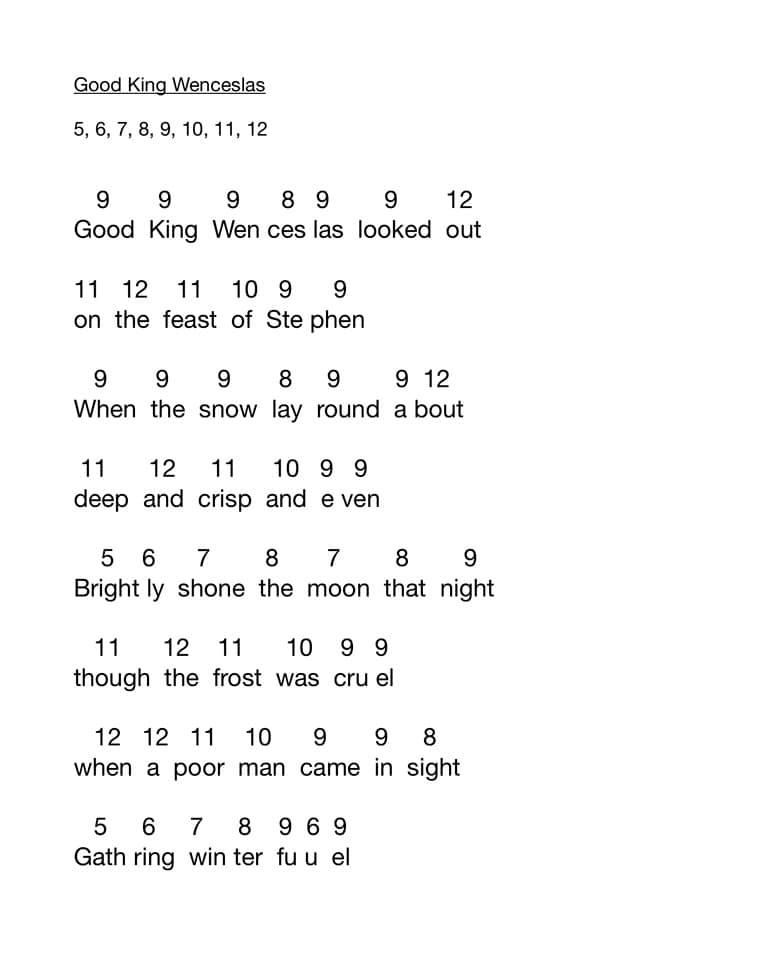 Good King Wenceslas
5, 6, 7, 8, 9, 10, 11, 12
9 9 9 8 9 9 12
Good King Wen ces las looked out
11 12 11 10 9 9
on the feast of Ste phen
9 9 9 8 9 9 12
When the snow lay round a bout
11 12 11 10 9 9
deep and crisp and e ven
5 6 7 8 7 8 9
Bright ly shone the moon that night
11 12 11 10 9 9
though the frost was cru el
12 12 11 10 9 9 8
when a poor man came in sight
5 6 7 8 9 6 9
Gath ring win ter fu u el